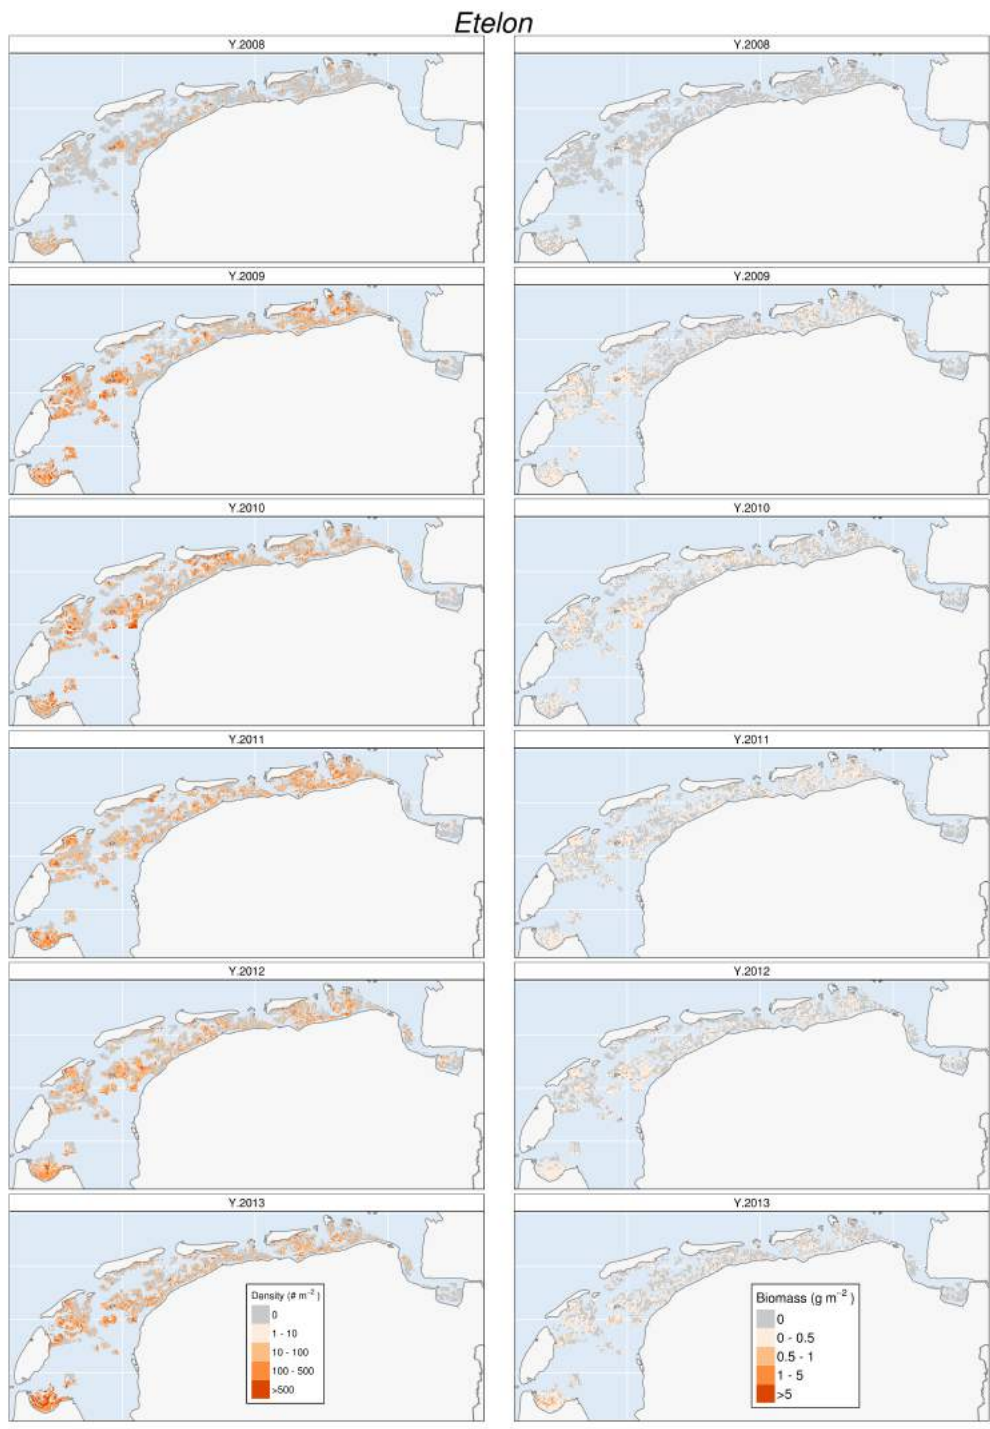 Etelon
Y.2008
Y.2008
Y.2009
Y.2009
Y.2010
Y.2010
Y.2011
Y.2011
Y.2012
Y.2012
Y.2013
Y.2013
Density (# m⁻²)
0
1 - 10
10 - 100
100 - 500
>500
Biomass (g m⁻²)
0
0 - 0.5
0.5 - 1
1 - 5
>5